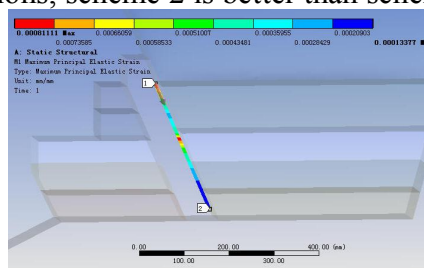 ions, scheme 2 is better than schem
0.00081111 Max 0.00066059 0.00051007 0.00035955 0.00020903
0.00073585 0.00058533 0.00043481 0.00028429 0.00013377 M
A: Static Structural
M1 Maximum Principal Elastic Strain
Type: Maximum Principal Elastic Strain
Unit: mm/mm
Time: 1
1
2
0.00 200.00 400.00 (mm)
100.00 300.00